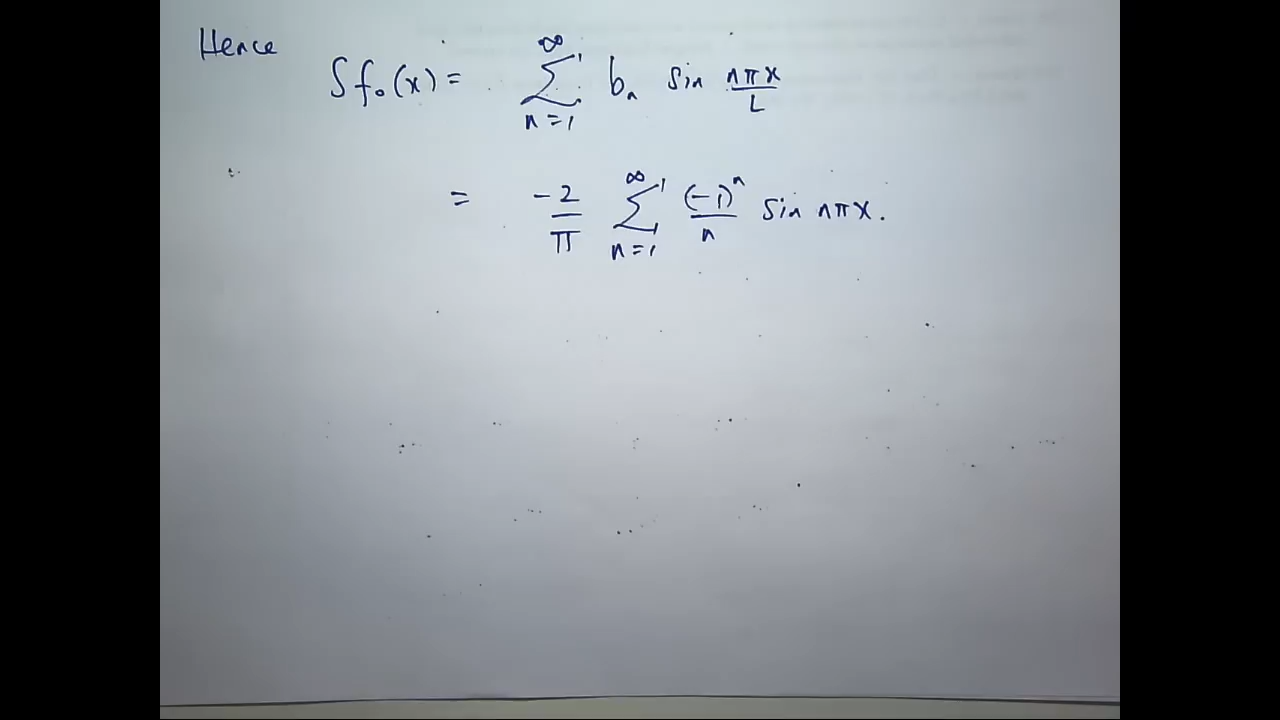 Hence
Sf₀(x) = ∞ Σ n=1 bₙ sin nπx/L
= -2/π ∞ Σ n=1 (-1)ⁿ/n sin nπx.